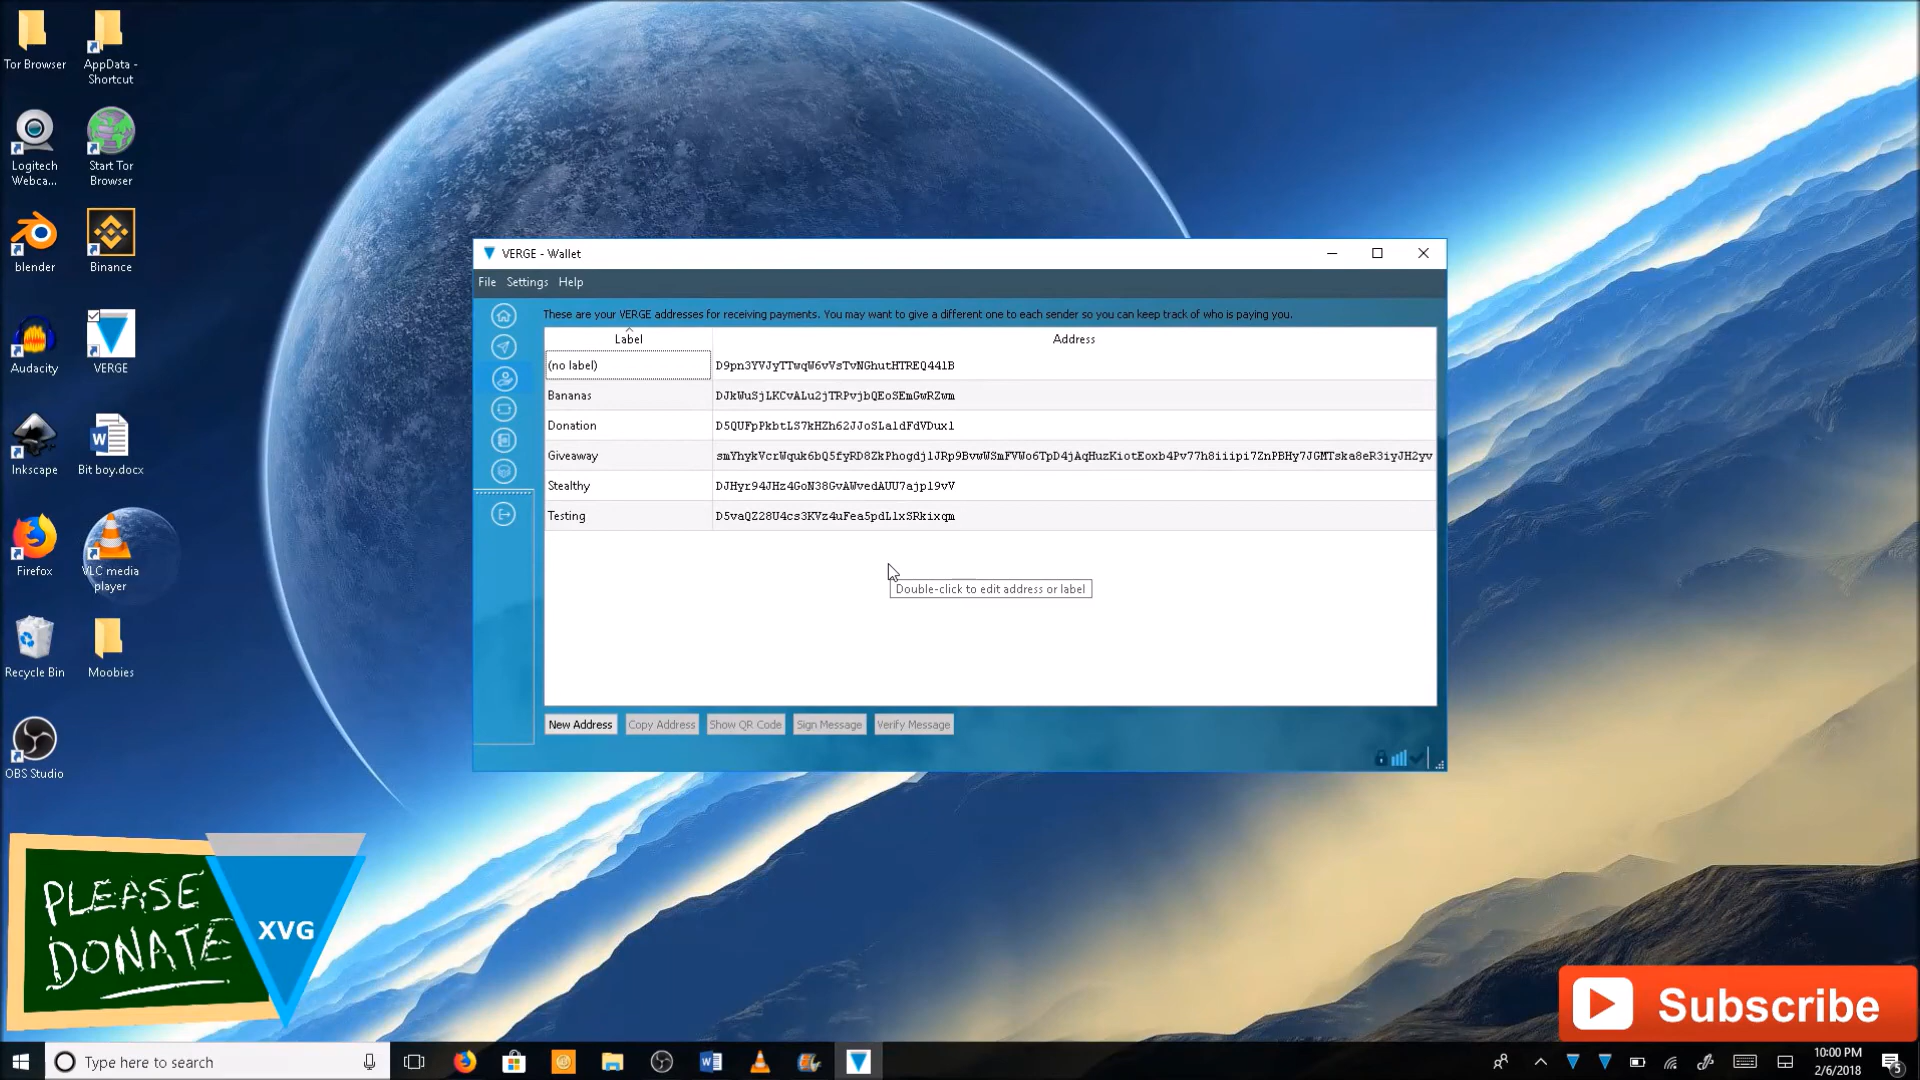 Tor Browser
AppData -
Shortcut
Logitech
Webca...
Start Tor
Browser
blender
Binance
Audacity
VERGE
Inkscape
Bit boy.docx
Firefox
VLC media
player
Recycle Bin
Moobies
OBS Studio
VERGE - Wallet
File Settings Help
These are your VERGE addresses for receiving payments. You may want to give a different one to each sender so you can keep track of who is paying you.
Label Address
(no label) D9pn3YVJyTTwqW6vVsTvNGhutHTREQ44lB
Bananas DJkWuSjLKCvALu2jTRPvjbQEoSEmGwRZwm
Donation
Giveaway
Stealthy DJHyr94JHz4GoN38GvAWvedAUU7ajpl9vV
Testing
Double-click to edit address or label
New Address Copy Address Show QR Code Sign Message Verify Message
PLEASE
DONATE
XVG
Subscribe
Type here to search
10:00 PM
2/6/2018
5